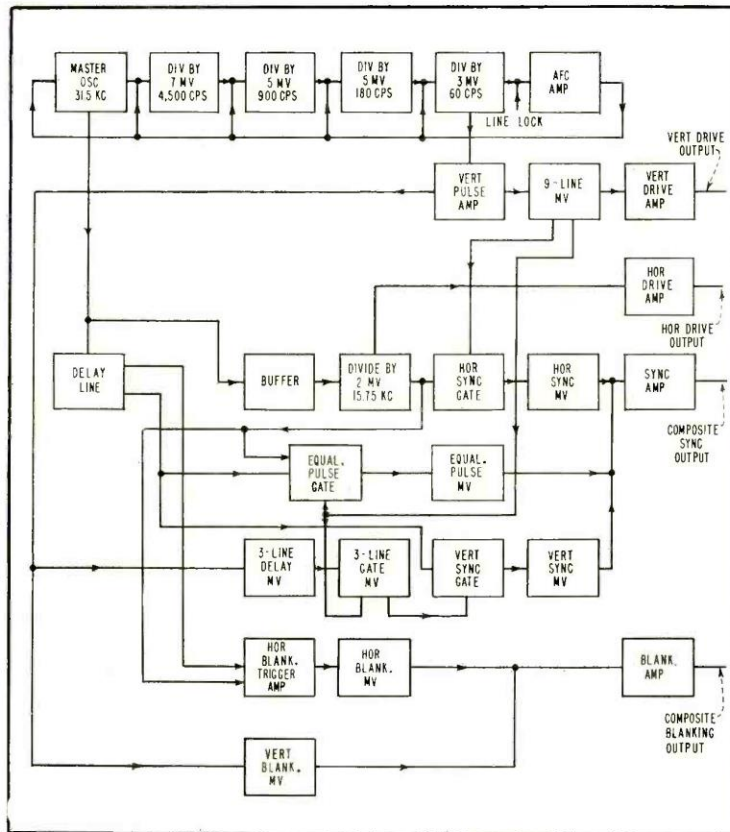 MASTER
OSC
31.5 KC
DIV BY
7 MV
4,500 CPS
DIV BY
5 MV
900 CPS
DIV BY
5 MV
180 CPS
DIV BY
3 MV
60 CPS
AFC
AMP
LINE LOCK
VERT DRIVE
OUTPUT
VERT
PULSE
AMP
9-LINE
MV
VERT
DRIVE
AMP
HOR
DRIVE
AMP
HOR DRIVE
OUTPUT
DELAY
LINE
BUFFER
DIVIDE BY
2 MV
15.75 KC
HOR
SYNC
GATE
HOR
SYNC
MV
SYNC
AMP
COMPOSITE
SYNC
OUTPUT
EQUAL.
PULSE
GATE
EQUAL.
PULSE
MV
3-LINE
DELAY
MV
3-LINE
GATE
MV
VERT
SYNC
GATE
VERT
SYNC
MV
HOR
BLANK.
TRIGGER
AMP
HOR
BLANK.
MV
BLANK.
AMP
COMPOSITE
BLANKING
OUTPUT
VERT
BLANK.
MV